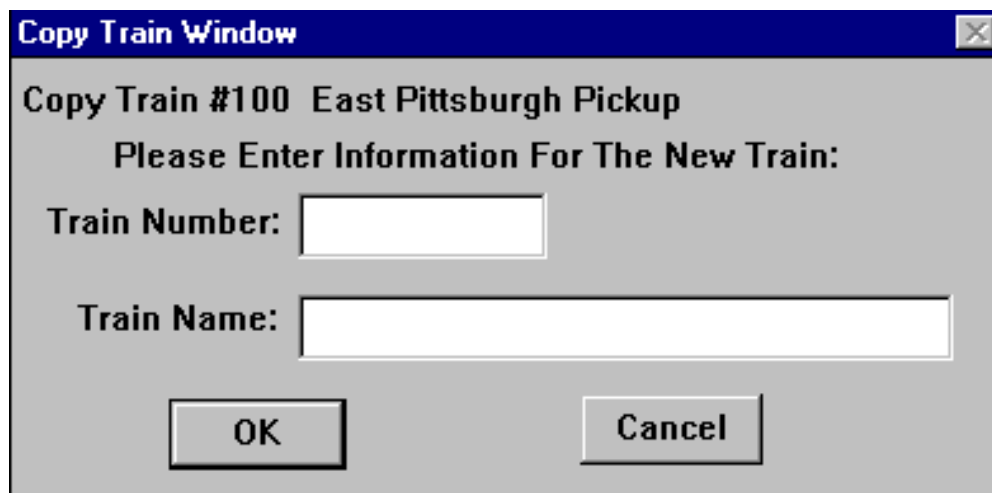 Copy Train Window
Copy Train #100  East Pittsburgh Pickup
Please Enter Information For The New Train:
Train Number:
Train Name:
OK
Cancel